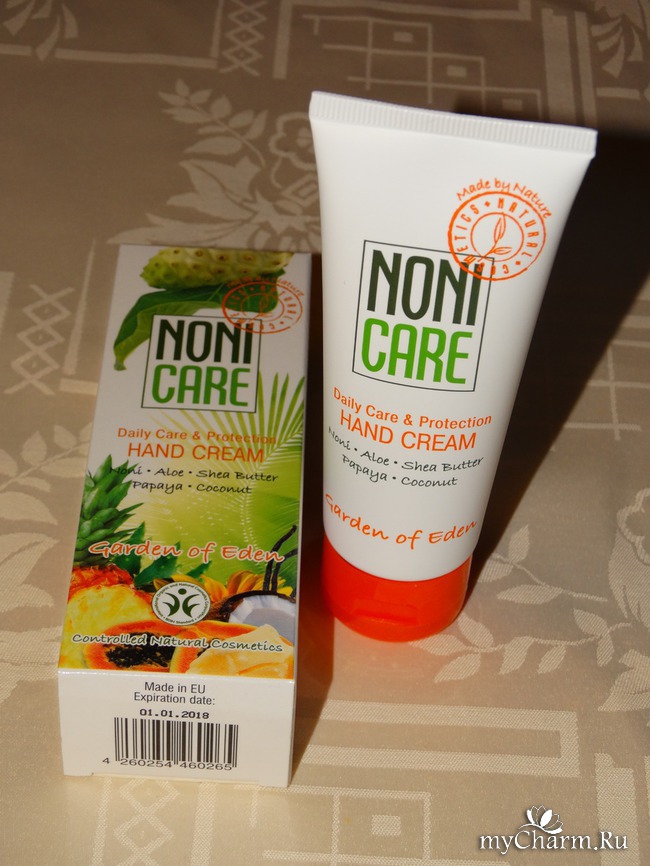 NONI
CARE
Daily Care & Protection
HAND CREAM
Noni • Aloe • Shea Butter
Papaya • Coconut
Garden of Eden
Controlled Natural Cosmetics
Made in EU
Expiration date:
01.01.2018
4 260254 460265
Made by Nature
COSMETICS • NATURAL
NONI
CARE
Daily Care & Protection
HAND CREAM
Noni • Aloe • Shea Butter
Papaya • Coconut
Garden of Eden
myCharm.Ru